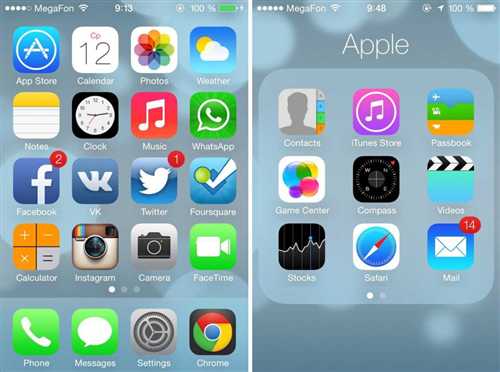 MegaFon 9:13 100 %
Ср
12
App Store Calendar Photos Weather
Notes Clock Music WhatsApp
2
1
Facebook VK Twitter Foursquare
Calculator Instagram Camera FaceTime
Phone Messages Settings Chrome
MegaFon 9:48 100 %
Apple
Contacts iTunes Store Passbook
Game Center Compass Videos
14
Stocks Safari Mail